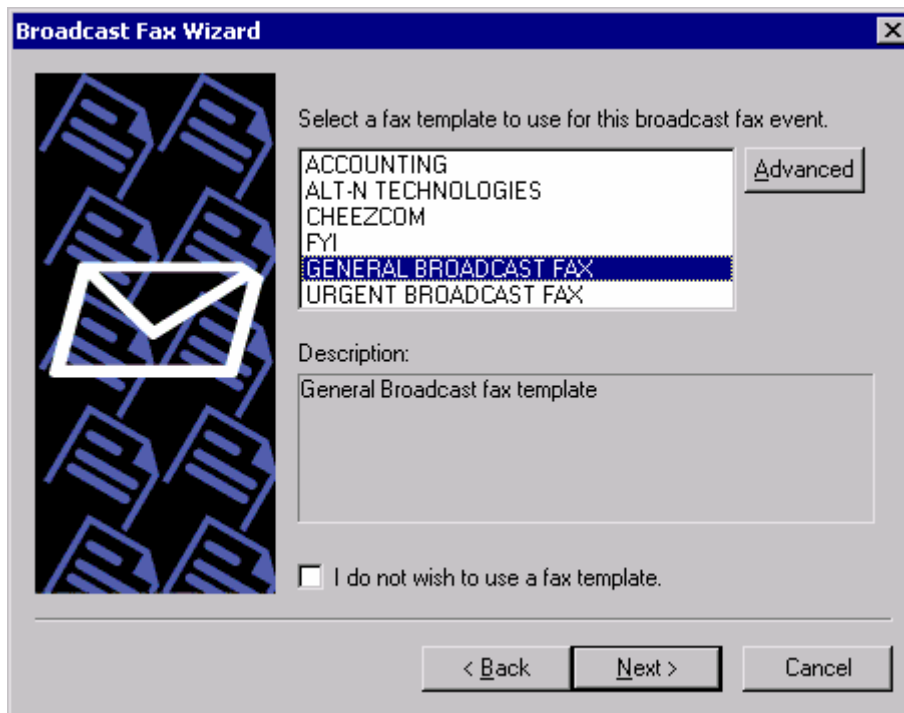 Broadcast Fax Wizard
Select a fax template to use for this broadcast fax event.
ACCOUNTING
ALT-N TECHNOLOGIES
CHEEZCOM
FYI
GENERAL BROADCAST FAX
URGENT BROADCAST FAX
Advanced
Description:
General Broadcast fax template
I do not wish to use a fax template.
< Back
Next >
Cancel